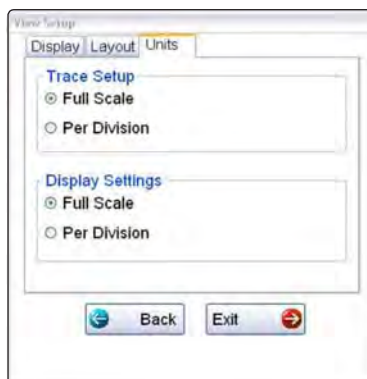 View Setup
Display Layout Units
Trace Setup
Full Scale
Per Division
Display Settings
Full Scale
Per Division
Back Exit